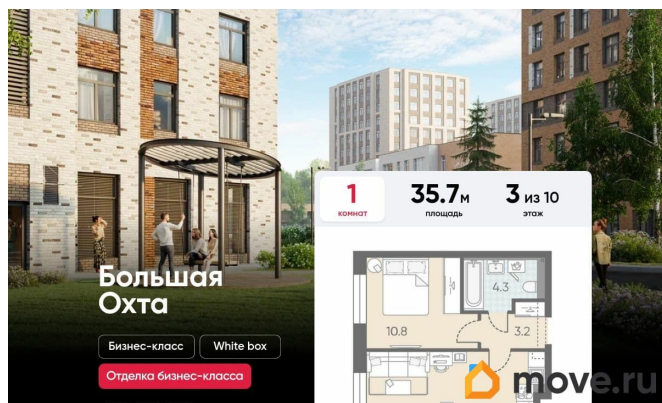 1
комнат
35.7 м
площадь
3 из 10
этаж
Большая
Охта
Бизнес-класс
White box
Отделка бизнес-класса
10.8
4.3
3.2
move.ru